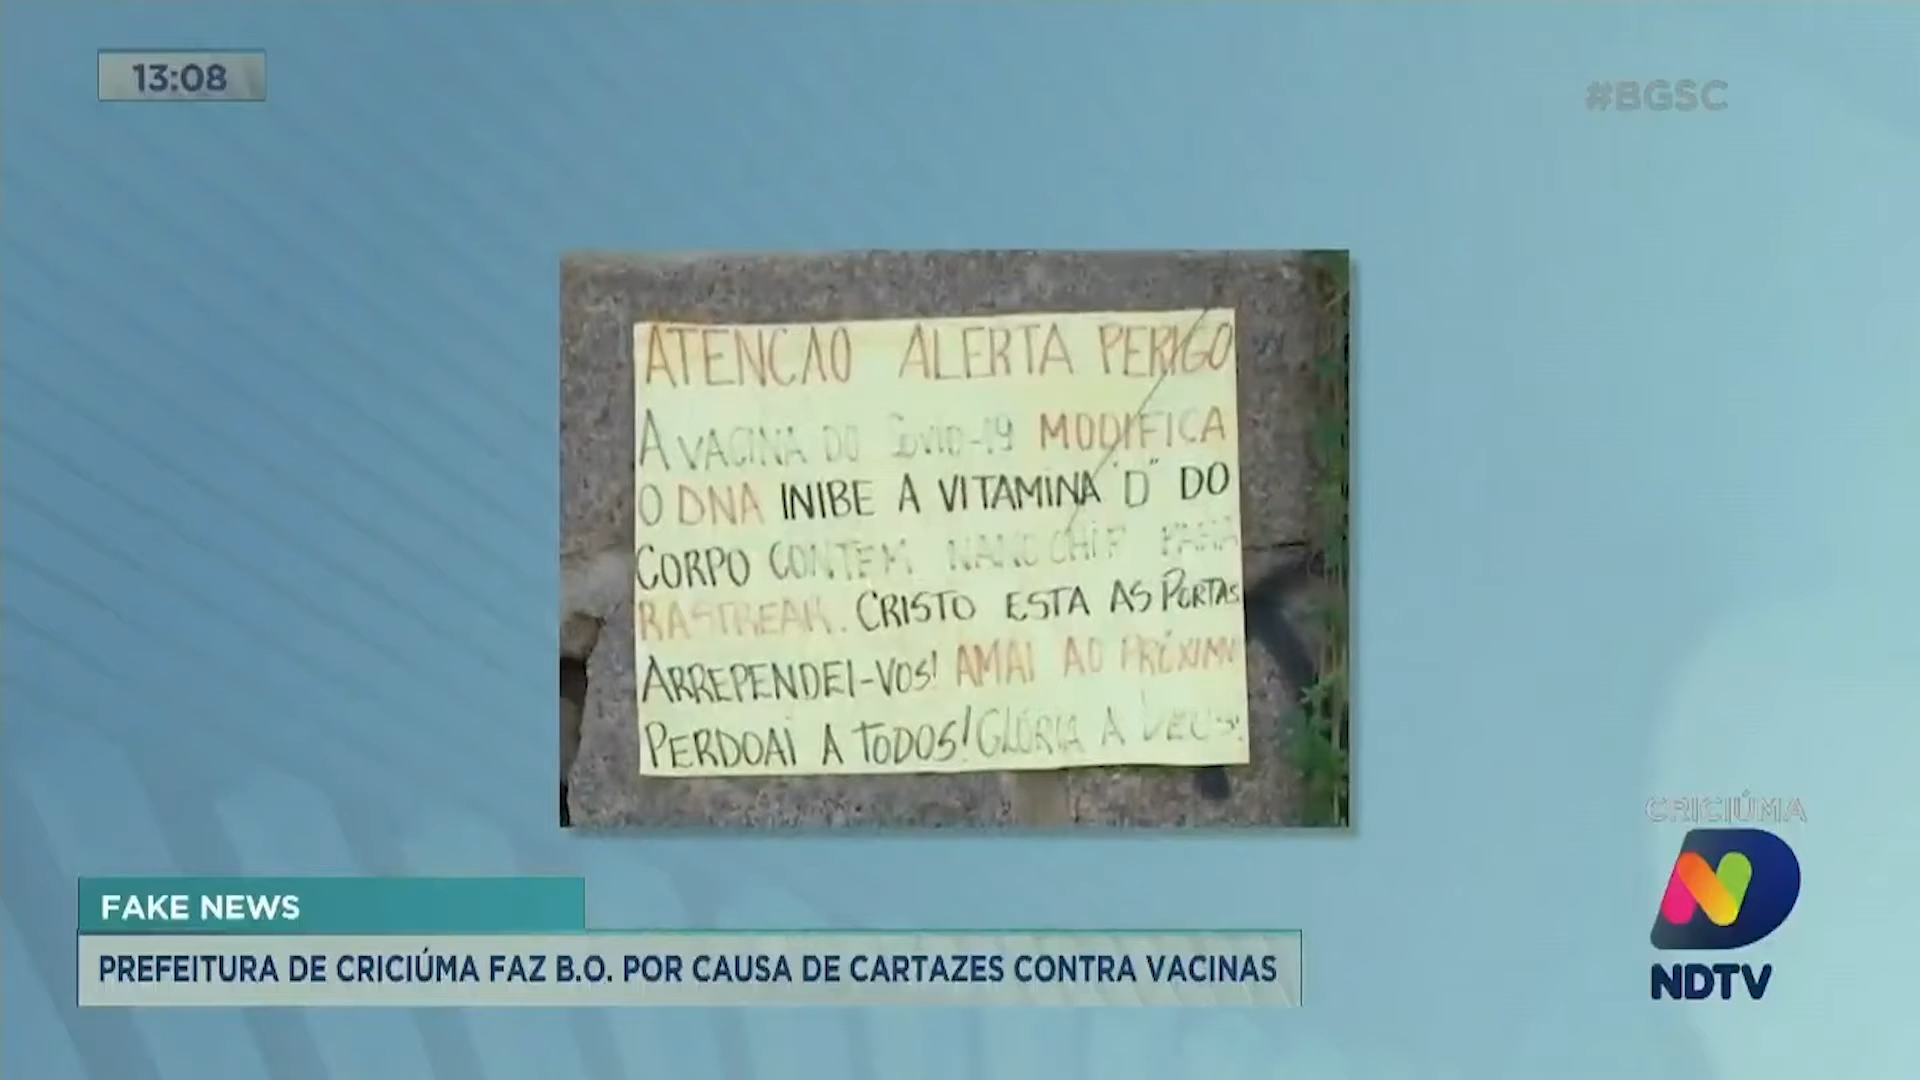 13:08
#BGSC
ATENCAO ALERTA PERIGO
A VACINA DO COVID-19 MODIFICA
O DNA INIBE A VITAMINA "D" DO
CORPO CONTEM NANO CHIP PARA
RASTREAR. CRISTO ESTA AS PORTAS
ARREPENDEI-VOS! AMAI AO PRÓXIMO
PERDOAI A TODOS! GLÓRIA A DEUS!
CRICIÚMA
NDTV
FAKE NEWS
PREFEITURA DE CRICIÚMA FAZ B.O. POR CAUSA DE CARTAZES CONTRA VACINAS